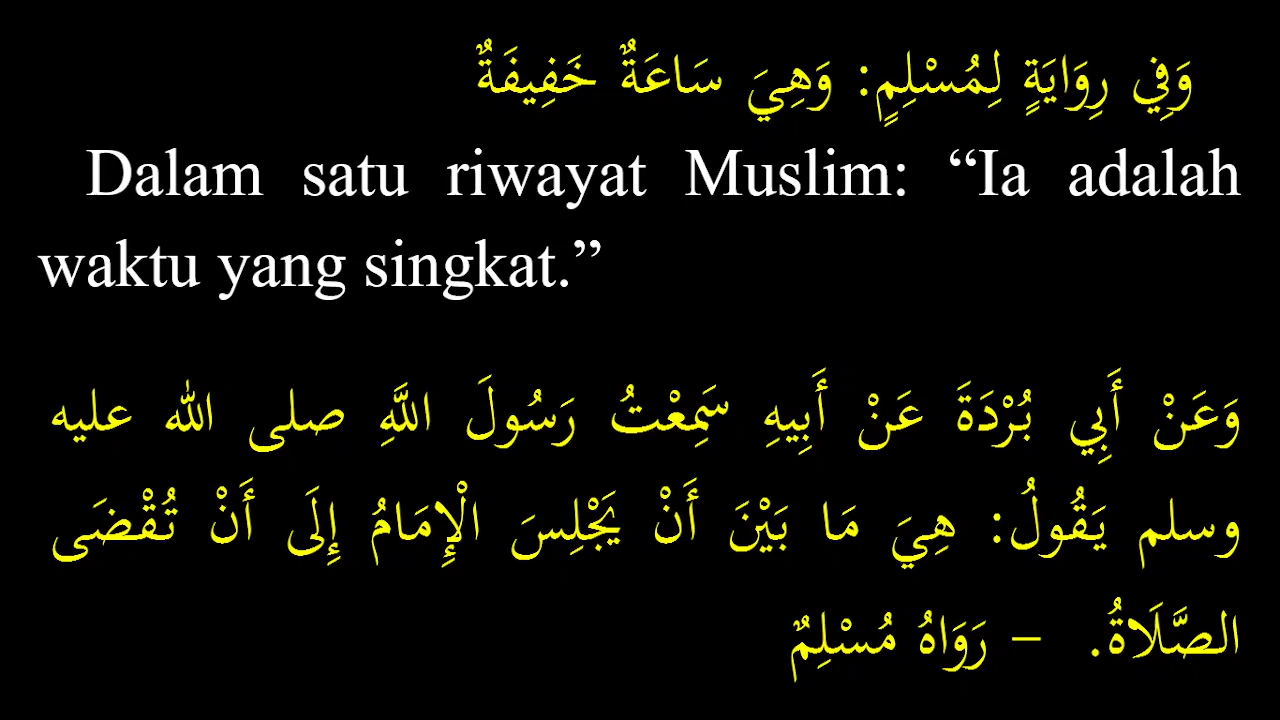 وَفِي رِوَايَةٍ لِمُسْلِمٍ: وَهِيَ سَاعَةٌ خَفِيفَةٌ
Dalam satu riwayat Muslim: “Ia adalah
waktu yang singkat.”
وَعَنْ أَبِي بُرْدَةَ عَنْ أَبِيهِ سَمِعْتُ رَسُولَ اللَّهِ صلى الله عليه
وسلم يَقُولُ: هِيَ مَا بَيْنَ أَنْ يَجْلِسَ الْإِمَامُ إِلَى أَنْ تُقْضَى
الصَّلَاةُ. – رَوَاهُ مُسْلِمٌ